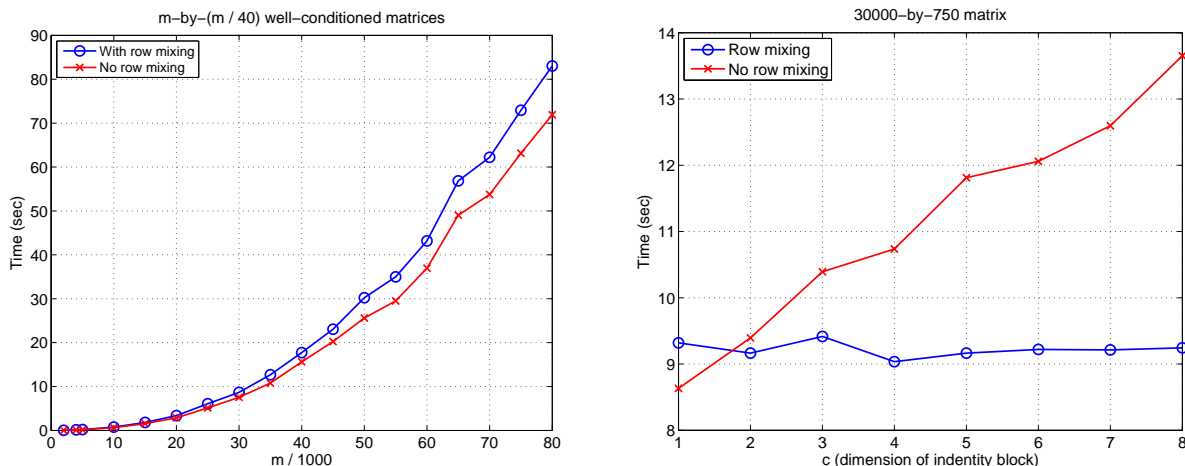 m−by−(m / 40) well−conditioned matrices
90
80
70
60
50
40
30
20
10
0
Time (sec)
With row mixing
No row mixing
0 10 20 30 40 50 60 70 80
m / 1000
30000−by−750 matrix
14
13
12
11
10
9
8
Time (sec)
Row mixing
No row mixing
1 2 3 4 5 6 7 8
c (dimension of indentity block)